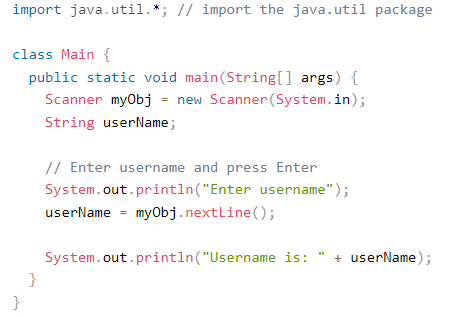 import java.util.*; // import the java.util package

class Main {
  public static void main(String[] args) {
    Scanner myObj = new Scanner(System.in);
    String userName;

    // Enter username and press Enter
    System.out.println("Enter username");
    userName = myObj.nextLine();

    System.out.println("Username is: " + userName);
  }
}